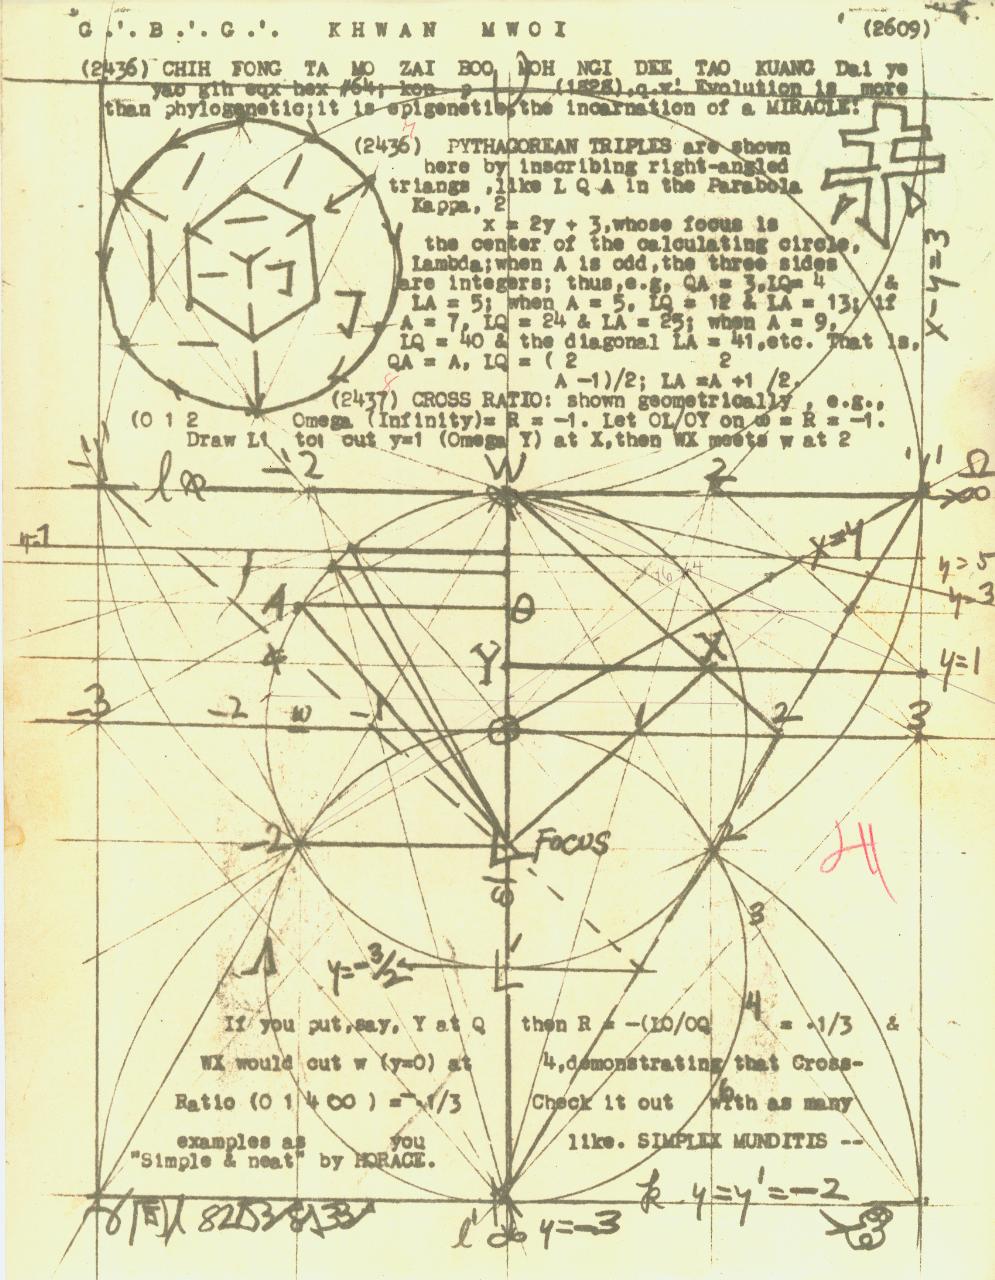 G.'.B.'.G.'. KHWAN MWOI ' (2609)
(2436) CHIH FONG TA MO ZAI BOO NOH NGI DEE TAO KUANG Dai ye
yao gih eqx hex #64; kon (1828).q.v! Evolution is more
than phylogenetic;it is epigenetic,the incarnation of a MIRACLE!
7
(2436) PYTHAGOREAN TRIPLES are shown
here by inscribing right-angled
triangs ,like L Q A in the Parabola
Kappa, 2
x = 2y + 3,whose focus is
the center of the calculating circle,
Lambda;when A is odd,the three sides
are integers; thus,e.g, QA = 3,LQ= 4 &
LA = 5; when A = 5, LQ = 12 & LA = 13; if
A = 7, LQ = 24 & LA = 25; when A = 9,
LQ = 40 & the diagonal LA = 41,etc. That is,
QA = A, LQ = ( 2 2
A -1)/2; LA =A +1 /2.
8
(2437) CROSS RATIO: shown geometrically , e.g.,
(0 1 2 Omega (Infinity)= R = -1. Let OL/OY on ω = R = -1.
Draw L1 to cut y=1 (Omega Y) at X,then WX meets w at 2
x-y=3
J
J
-1' l∞ -'2 W 2 '1' Ω
∞
x=4
y=5
y=3
A θ
Y X y=1
-3 -2 w -1 0 1 2 3
-2 FOCUS 2
ω
3
Λ y=-3/2 L'
4
If you put,say, Y at Q then R = -(LO/OQ = -1/3 &
WX would cut w (y=0) at 4,demonstrating that Cross-
6
Ratio (0 1 4 ∞ ) =-.1/3 Check it out with as many
examples as you like. SIMPLEX MUNDITIS --
"Simple & neat" by HORACE.
k y=y'=-2
l' y=-3